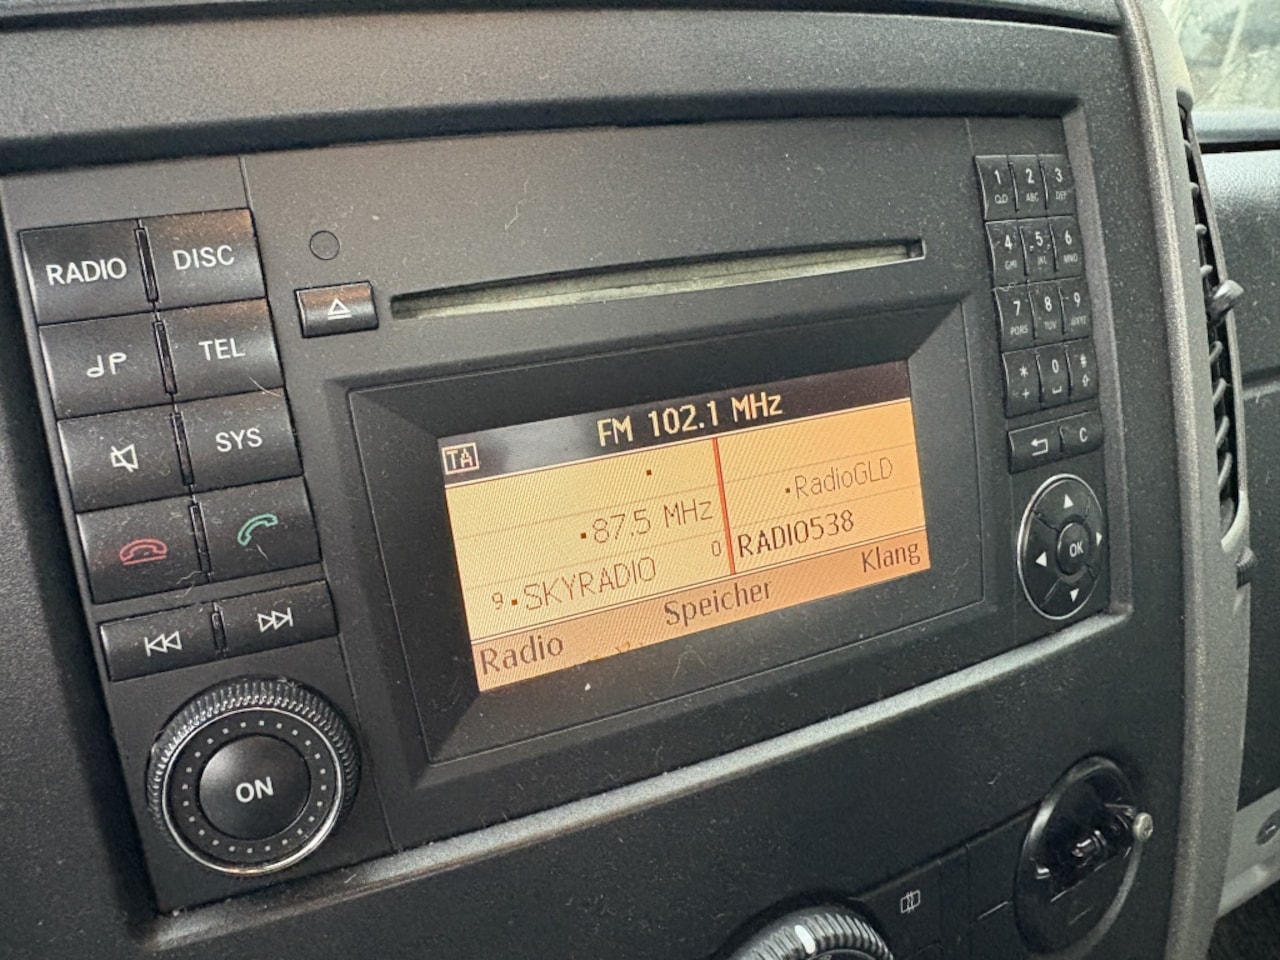 RADIO
DISC
TEL
SYS
ON
TA
FM 102.1 MHz
87.5 MHz
RadioGLD
9 SKYRADIO
0 RADIO538
Radio
Speicher
Klang
1
2 ABC
3 DEF
4 GHI
5 JKL
6 MNO
7 PQRS
8 TUV
9 WXYZ
*
+
0
#
C
OK